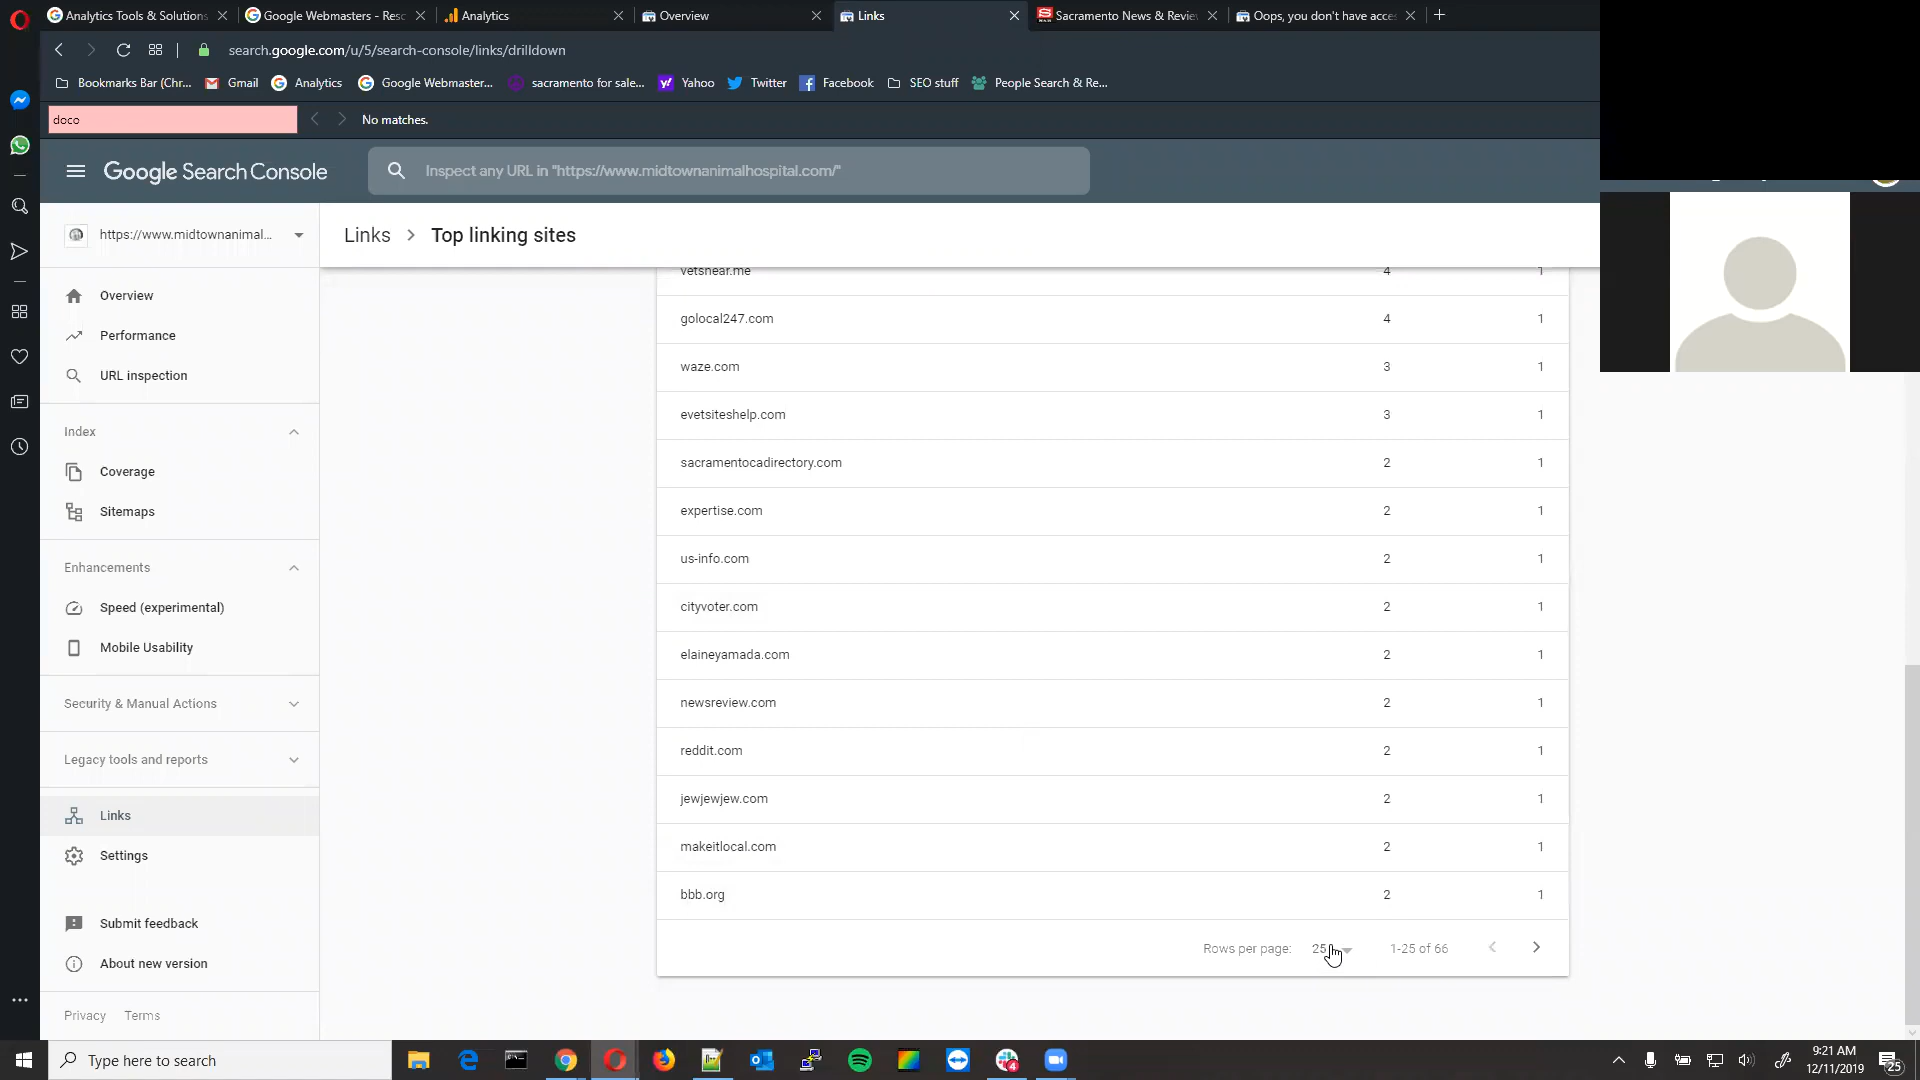 Analytics Tools & Solutions
Google Webmasters - Resc
Analytics
Overview
Links
Sacramento News & Revie
Oops, you don't have acce
search.google.com/u/5/search-console/links/drilldown
Bookmarks Bar (Chr...
Gmail
Analytics
Google Webmaster...
sacramento for sale...
Yahoo
Twitter
Facebook
SEO stuff
People Search & Re...
doco
No matches.
Google Search Console
Inspect any URL in "https://www.midtownanimalhospital.com/"
https://www.midtownanimal...
Links > Top linking sites
Overview
Performance
URL inspection
Index
Coverage
Sitemaps
Enhancements
Speed (experimental)
Mobile Usability
Security & Manual Actions
Legacy tools and reports
Links
Settings
Submit feedback
About new version
Privacy Terms
vetsnear.me 4 1
golocal247.com 4 1
waze.com 3 1
evetsiteshelp.com 3 1
sacramentocadirectory.com 2 1
expertise.com 2 1
us-info.com 2 1
cityvoter.com 2 1
elaineyamada.com 2 1
newsreview.com 2 1
reddit.com 2 1
jewjewjew.com 2 1
makeitlocal.com 2 1
bbb.org 2 1
Rows per page: 25 1-25 of 66
Type here to search
4
9:21 AM
12/11/2019
25